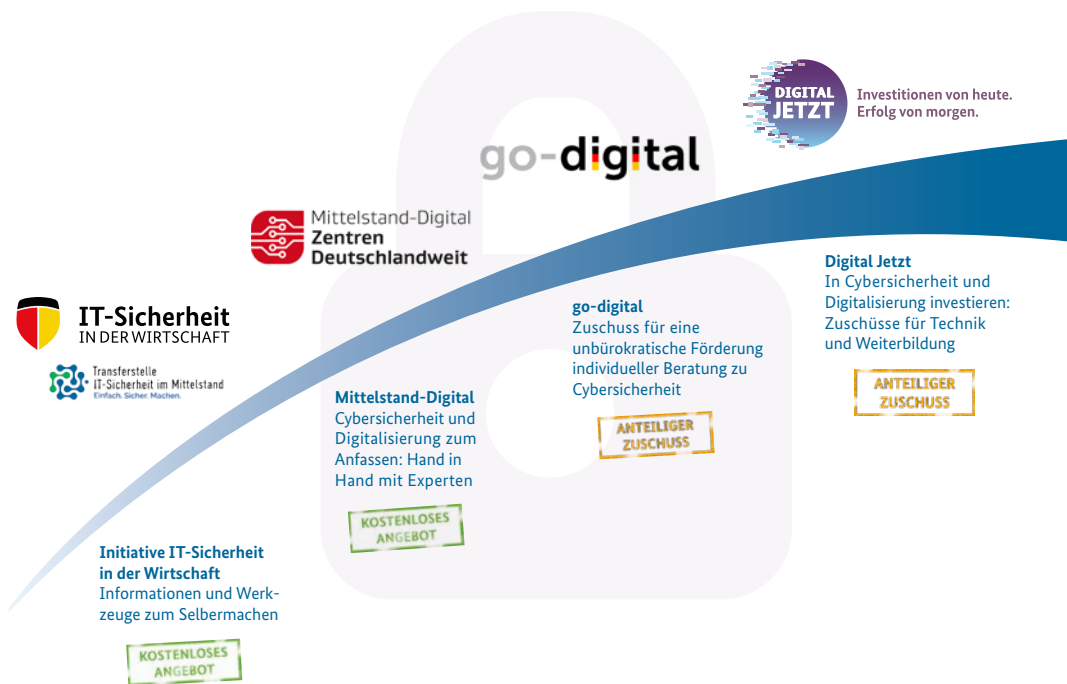 DIGITAL
JETZT
Investitionen von heute.
Erfolg von morgen.
go-digital
Mittelstand-Digital
Zentren
Deutschlandweit
IT-Sicherheit
IN DER WIRTSCHAFT
Transferstelle
IT-Sicherheit im Mittelstand
Einfach. Sicher. Machen.
Initiative IT-Sicherheit
in der Wirtschaft
Informationen und Werk-
zeuge zum Selbermachen
KOSTENLOSES
ANGEBOT
Mittelstand-Digital
Cybersicherheit und
Digitalisierung zum
Anfassen: Hand in
Hand mit Experten
KOSTENLOSES
ANGEBOT
go-digital
Zuschuss für eine
unbürokratische Förderung
individueller Beratung zu
Cybersicherheit
ANTEILIGER
ZUSCHUSS
Digital Jetzt
In Cybersicherheit und
Digitalisierung investieren:
Zuschüsse für Technik
und Weiterbildung
ANTEILIGER
ZUSCHUSS